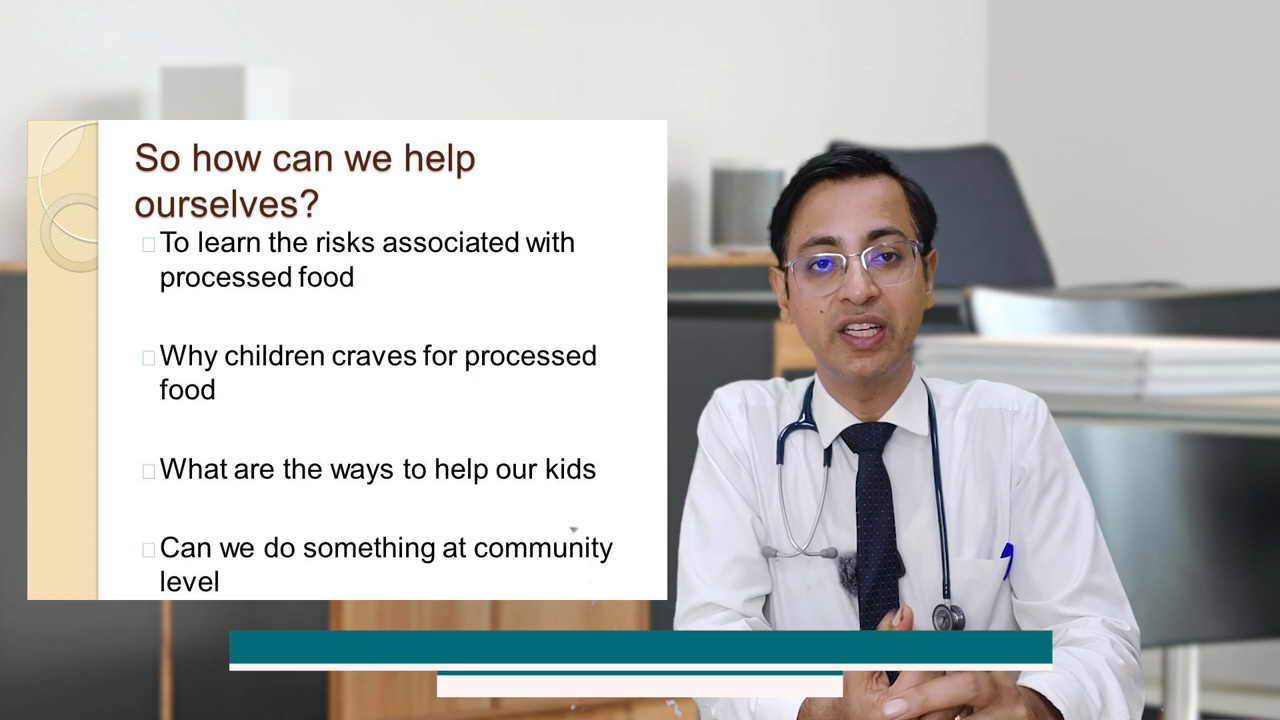 So how can we help
ourselves?
To learn the risks associated with
processed food
Why children craves for processed
food
What are the ways to help our kids
Can we do something at community
level